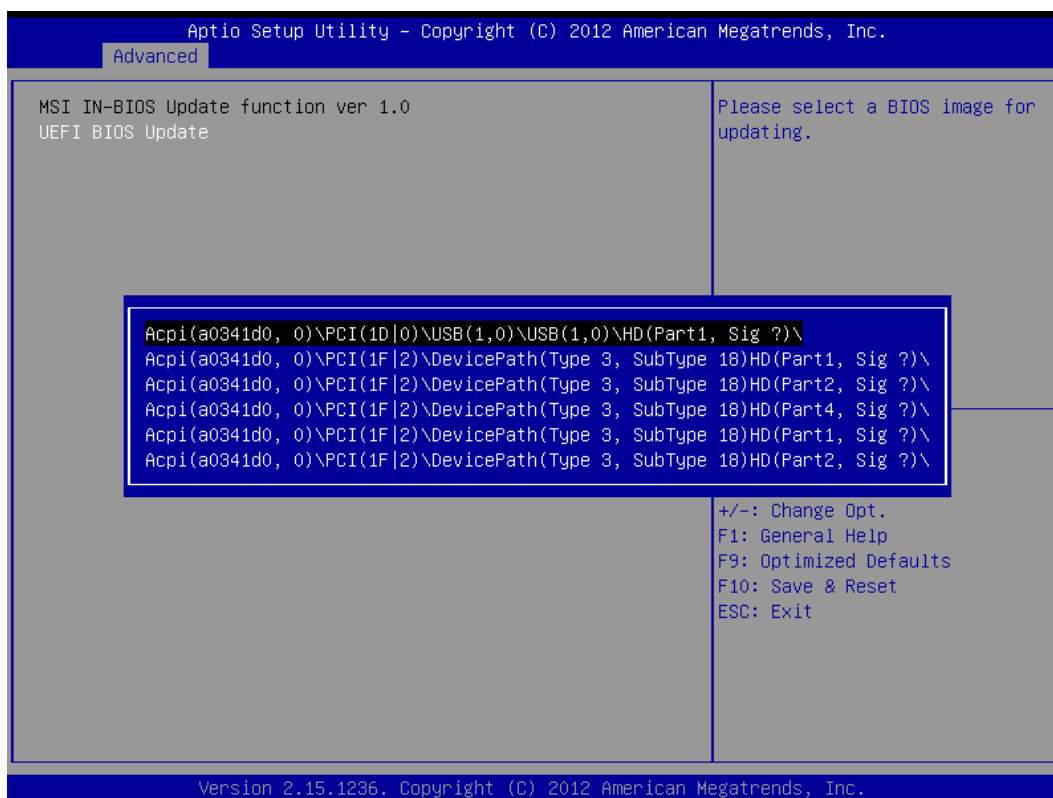 Aptio Setup Utility – Copyright (C) 2012 American Megatrends, Inc.
Advanced
MSI IN-BIOS Update function ver 1.0
UEFI BIOS Update
Please select a BIOS image for
updating.
Acpi(a0341d0, 0)\PCI(1D|0)\USB(1,0)\USB(1,0)\HD(Part1, Sig ?)\
Acpi(a0341d0, 0)\PCI(1F|2)\DevicePath(Type 3, SubType 18)HD(Part1, Sig ?)\
Acpi(a0341d0, 0)\PCI(1F|2)\DevicePath(Type 3, SubType 18)HD(Part2, Sig ?)\
Acpi(a0341d0, 0)\PCI(1F|2)\DevicePath(Type 3, SubType 18)HD(Part4, Sig ?)\
Acpi(a0341d0, 0)\PCI(1F|2)\DevicePath(Type 3, SubType 18)HD(Part1, Sig ?)\
Acpi(a0341d0, 0)\PCI(1F|2)\DevicePath(Type 3, SubType 18)HD(Part2, Sig ?)\
+/-: Change Opt.
F1: General Help
F9: Optimized Defaults
F10: Save & Reset
ESC: Exit
Version 2.15.1236. Copyright (C) 2012 American Megatrends, Inc.